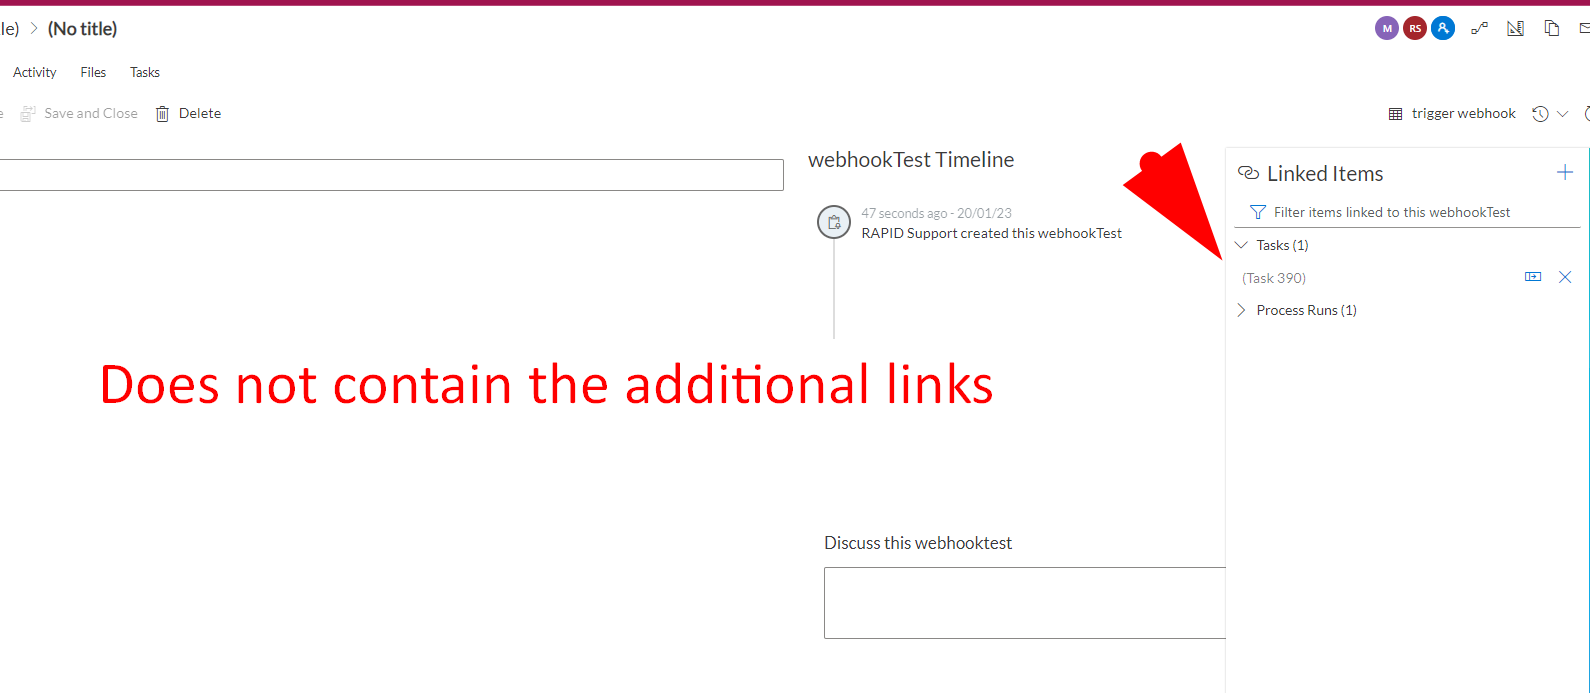 le) > (No title)
M RS
Activity Files Tasks
e Save and Close Delete
trigger webhook
webhookTest Timeline
Linked Items
47 seconds ago - 20/01/23
RAPID Support created this webhookTest
Filter items linked to this webhookTest
Tasks (1)
(Task 390)
Process Runs (1)
Does not contain the additional links
Discuss this webhooktest